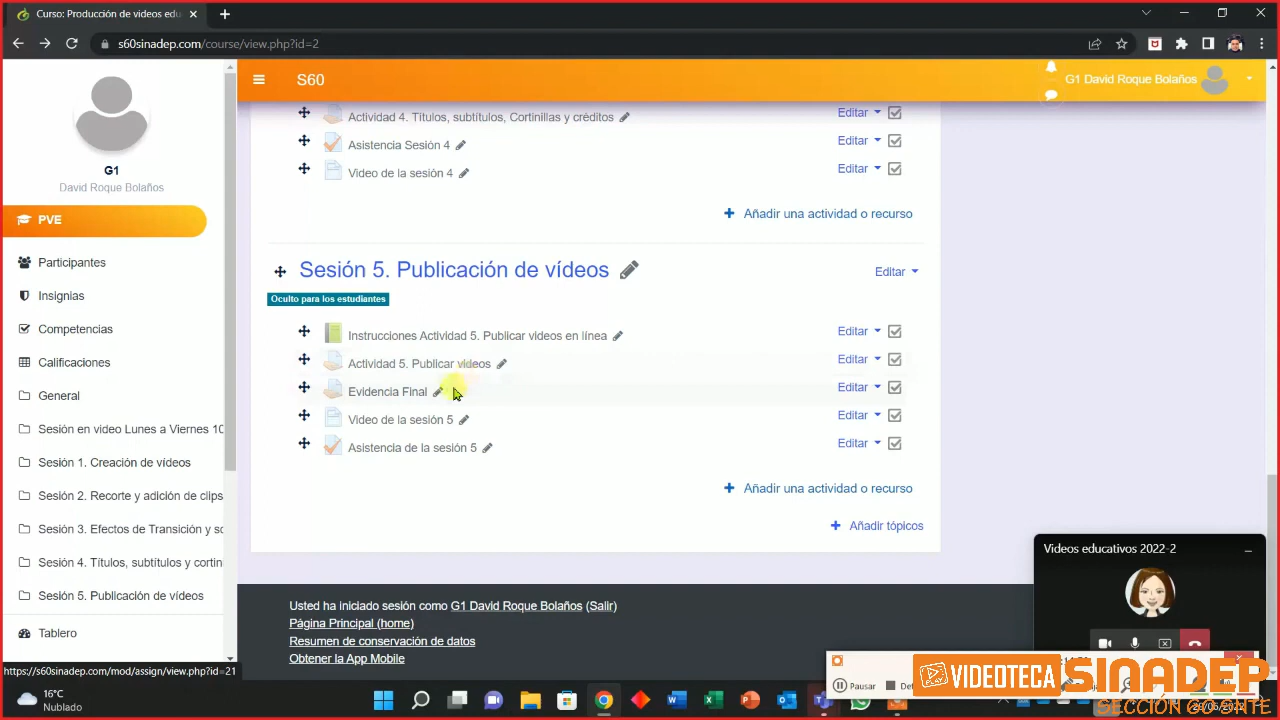 Curso: Producción de videos edu
s60sinadep.com/course/view.php?id=2
S60
G1 David Roque Bolaños
G1
David Roque Bolaños
PVE
Participantes
Insignias
Competencias
Calificaciones
General
Sesión en video Lunes a Viernes 10
Sesión 1. Creación de vídeos
Sesión 2. Recorte y adición de clips
Sesión 3. Efectos de Transición y so
Sesión 4. Títulos, subtítulos y cortin
Sesión 5. Publicación de vídeos
Tablero
Actividad 4. Títulos, subtítulos, Cortinillas y créditos
Editar
Asistencia Sesión 4
Editar
Video de la sesión 4
Editar
+ Añadir una actividad o recurso
Sesión 5. Publicación de vídeos
Editar
Oculto para los estudiantes
Instrucciones Actividad 5. Publicar videos en línea
Editar
Actividad 5. Publicar videos
Editar
Evidencia Final
Editar
Video de la sesión 5
Editar
Asistencia de la sesión 5
Editar
+ Añadir una actividad o recurso
+ Añadir tópicos
Usted ha iniciado sesión como G1 David Roque Bolaños (Salir)
Página Principal (home)
Resumen de conservación de datos
Obtener la App Mobile
Videos educativos 2022-2
https://s60sinadep.com/mod/assign/view.php?id=21
Pausar
VIDEOTECA SINADEP
16°C
Nublado